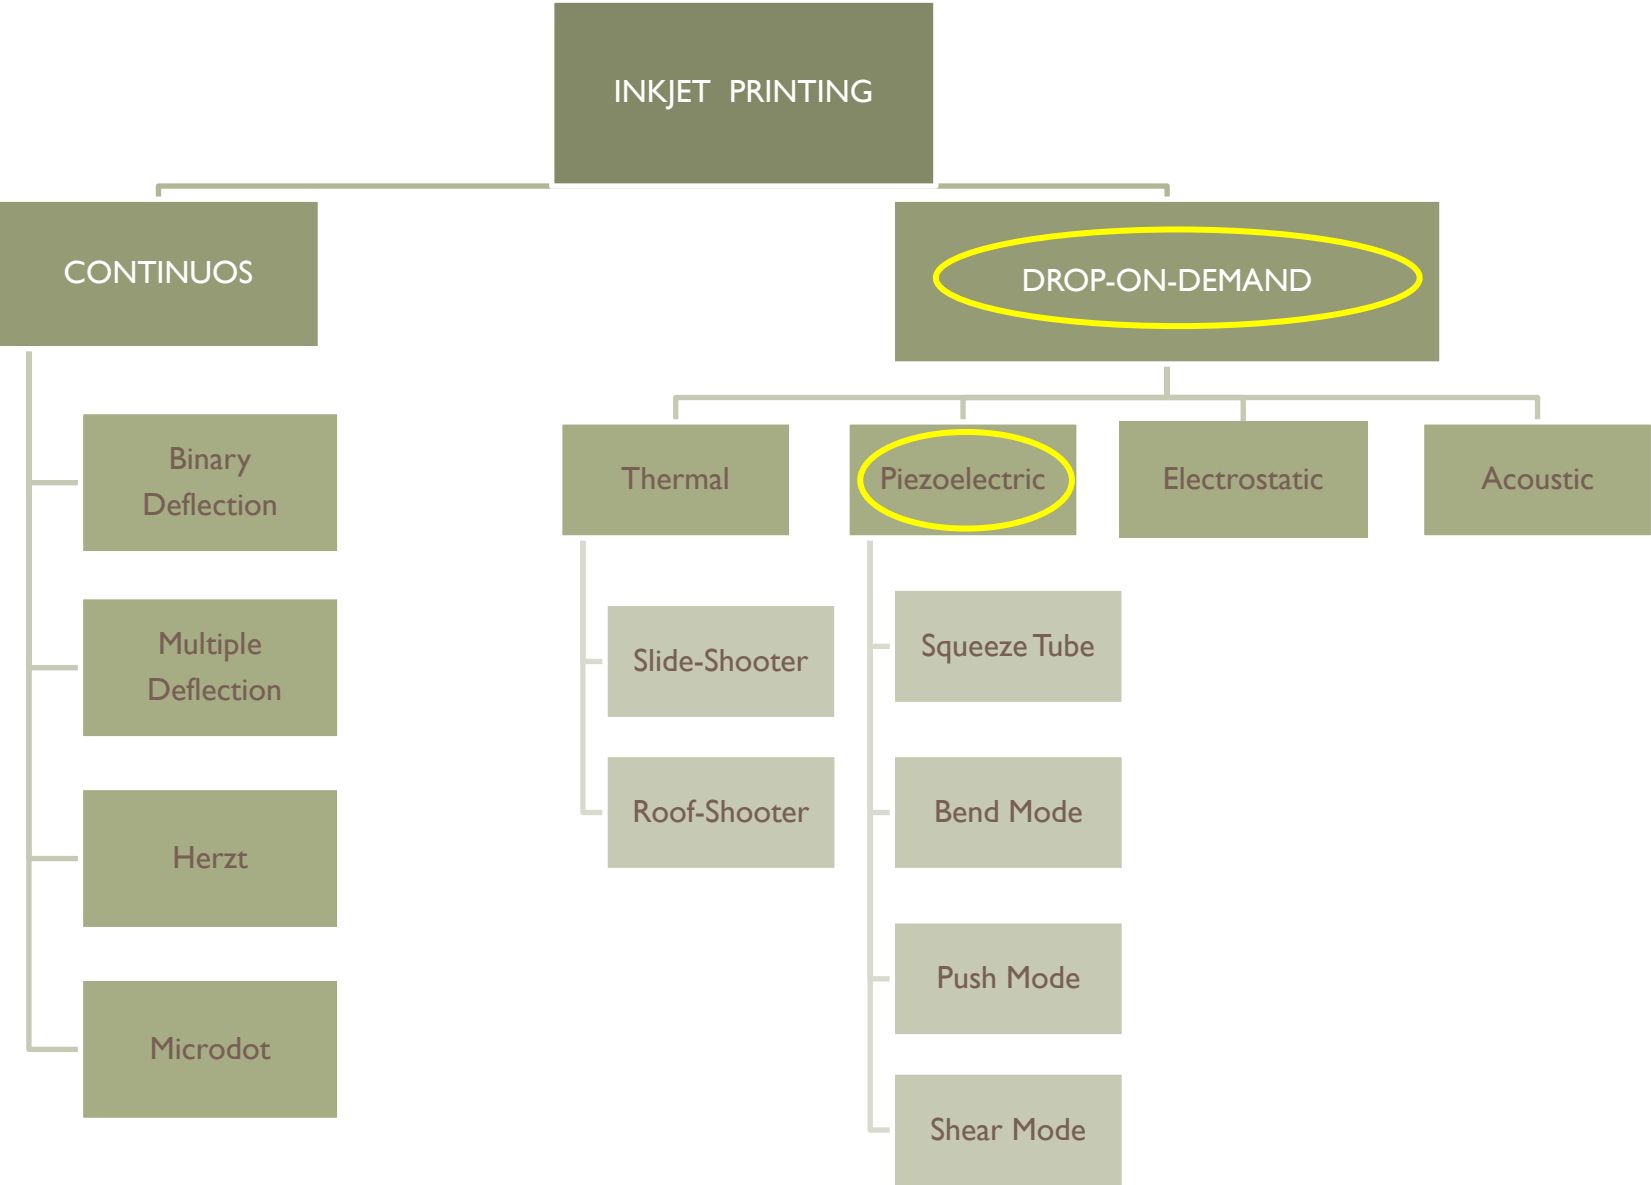 INKJET PRINTING
CONTINUOS
DROP-ON-DEMAND
Binary
Deflection
Multiple
Deflection
Herzt
Microdot
Thermal
Piezoelectric
Electrostatic
Acoustic
Slide-Shooter
Roof-Shooter
Squeeze Tube
Bend Mode
Push Mode
Shear Mode